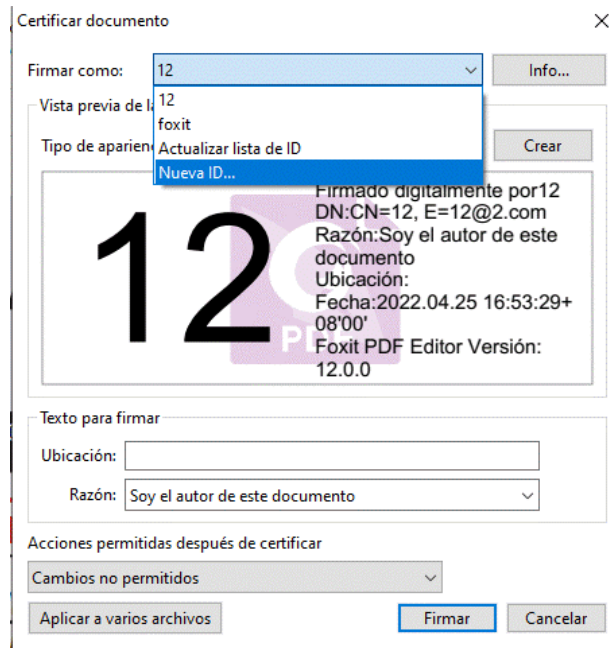 Certificar documento
Firmar como:
12
Info...
12
Vista previa de la
foxit
Tipo de aparien
Actualizar lista de ID
Crear
Nueva ID...
12
Firmado digitalmente por12
DN:CN=12, E=12@2.com
Razón:Soy el autor de este
documento
Ubicación:
Fecha:2022.04.25 16:53:29+
08'00'
PDF
Foxit PDF Editor Versión:
12.0.0
Texto para firmar
Ubicación:
Razón:
Soy el autor de este documento
Acciones permitidas después de certificar
Cambios no permitidos
Aplicar a varios archivos
Firmar
Cancelar